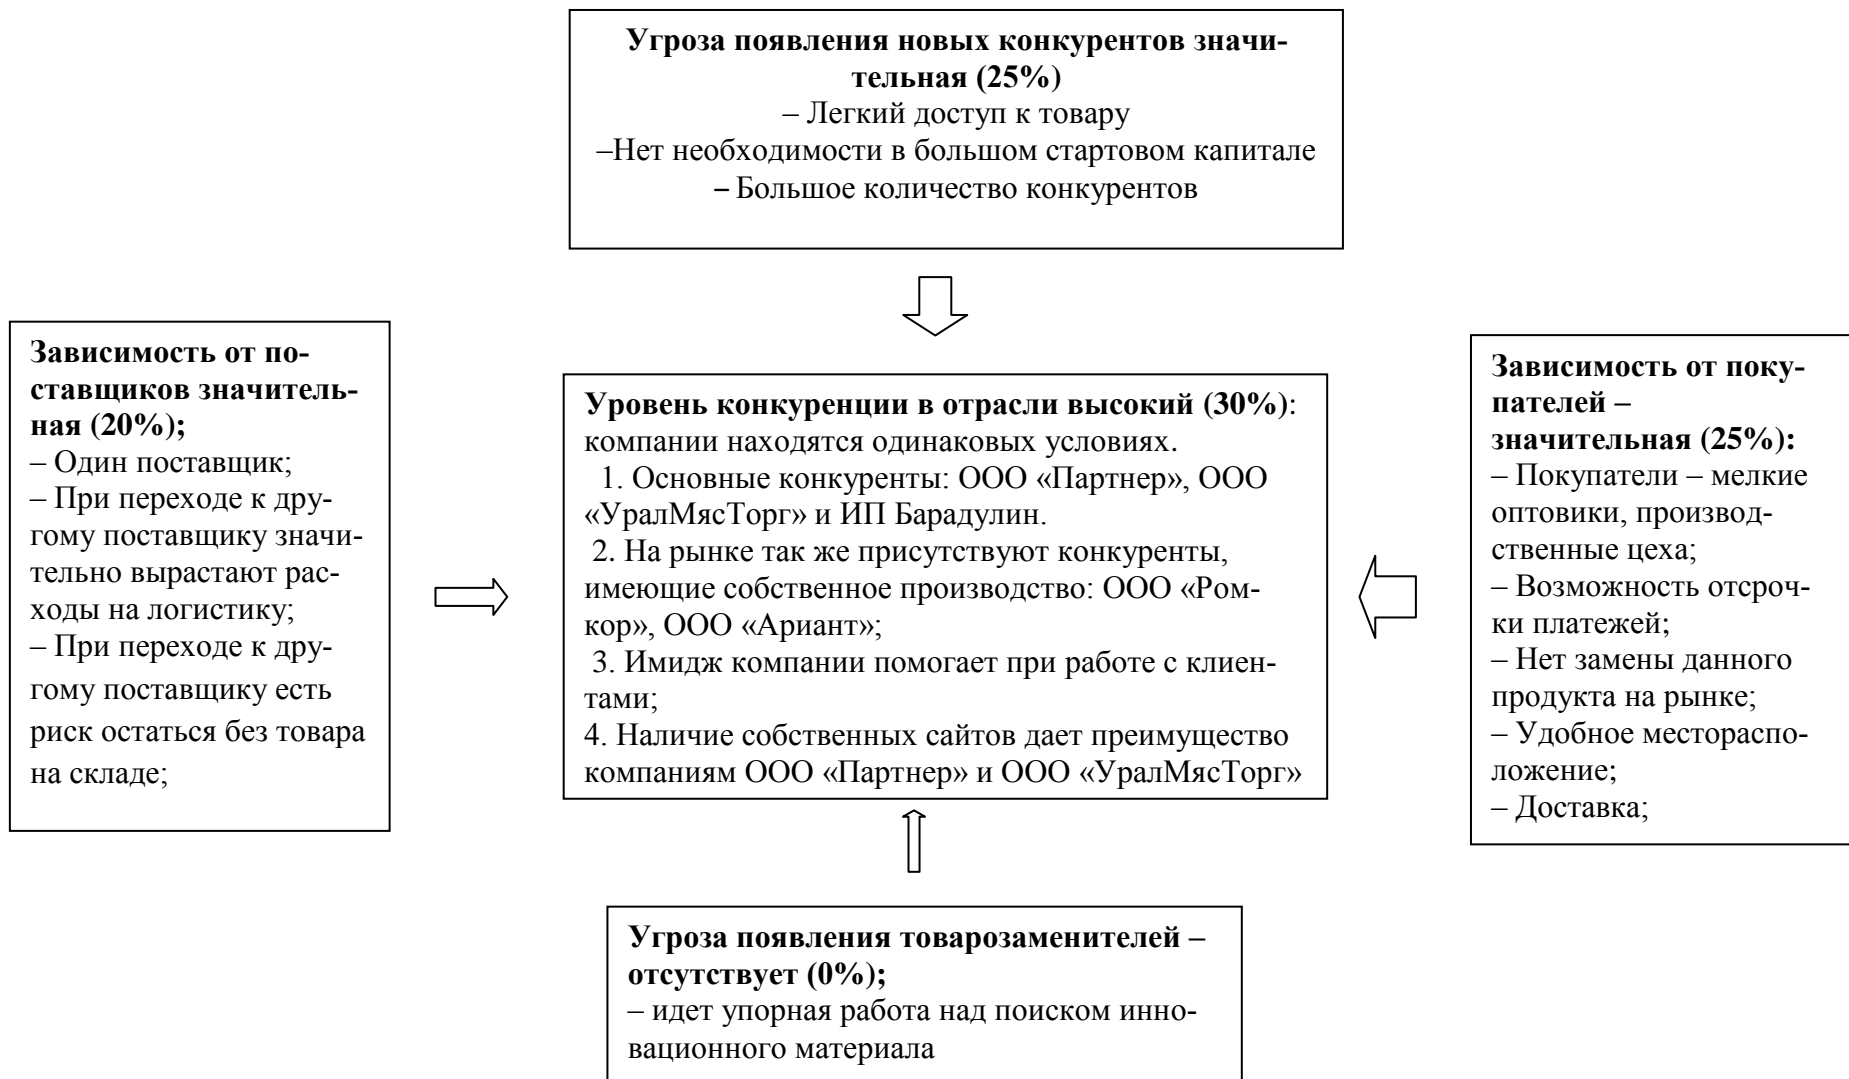 Угроза появления новых конкурентов значи-
тельная (25%)
– Легкий доступ к товару
–Нет необходимости в большом стартовом капитале
– Большое количество конкурентов
Зависимость от по-
ставщиков значитель-
ная (20%);
– Один поставщик;
– При переходе к дру-
гому поставщику значи-
тельно вырастают рас-
ходы на логистику;
– При переходе к дру-
гому поставщику есть
риск остаться без товара
на складе;
Уровень конкуренции в отрасли высокий (30%):
компании находятся одинаковых условиях.
1. Основные конкуренты: ООО «Партнер», ООО
«УралМясТорг» и ИП Барадулин.
2. На рынке так же присутствуют конкуренты,
имеющие собственное производство: ООО «Ром-
кор», ООО «Ариант»;
3. Имидж компании помогает при работе с клиен-
тами;
4. Наличие собственных сайтов дает преимущество
компаниям ООО «Партнер» и ООО «УралМясТорг»
Зависимость от поку-
пателей –
значительная (25%):
– Покупатели – мелкие
оптовики, производ-
ственные цеха;
– Возможность отсроч-
ки платежей;
– Нет замены данного
продукта на рынке;
– Удобное месторaспо-
ложение;
– Доставка;
Угроза появления товарозаменителей –
отсутствует (0%);
– идет упорная работа над поиском инно-
вационного материала